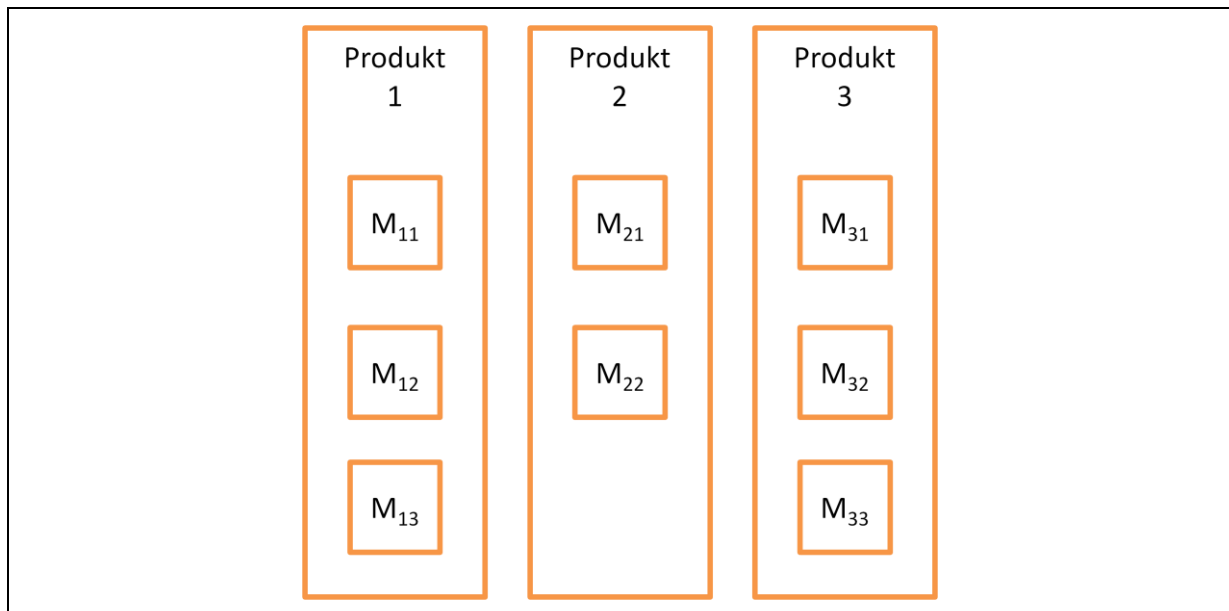 Produkt
1
Produkt
2
Produkt
3
M₁₁
M₂₁
M₃₁
M₁₂
M₂₂
M₃₂
M₁₃
M₃₃